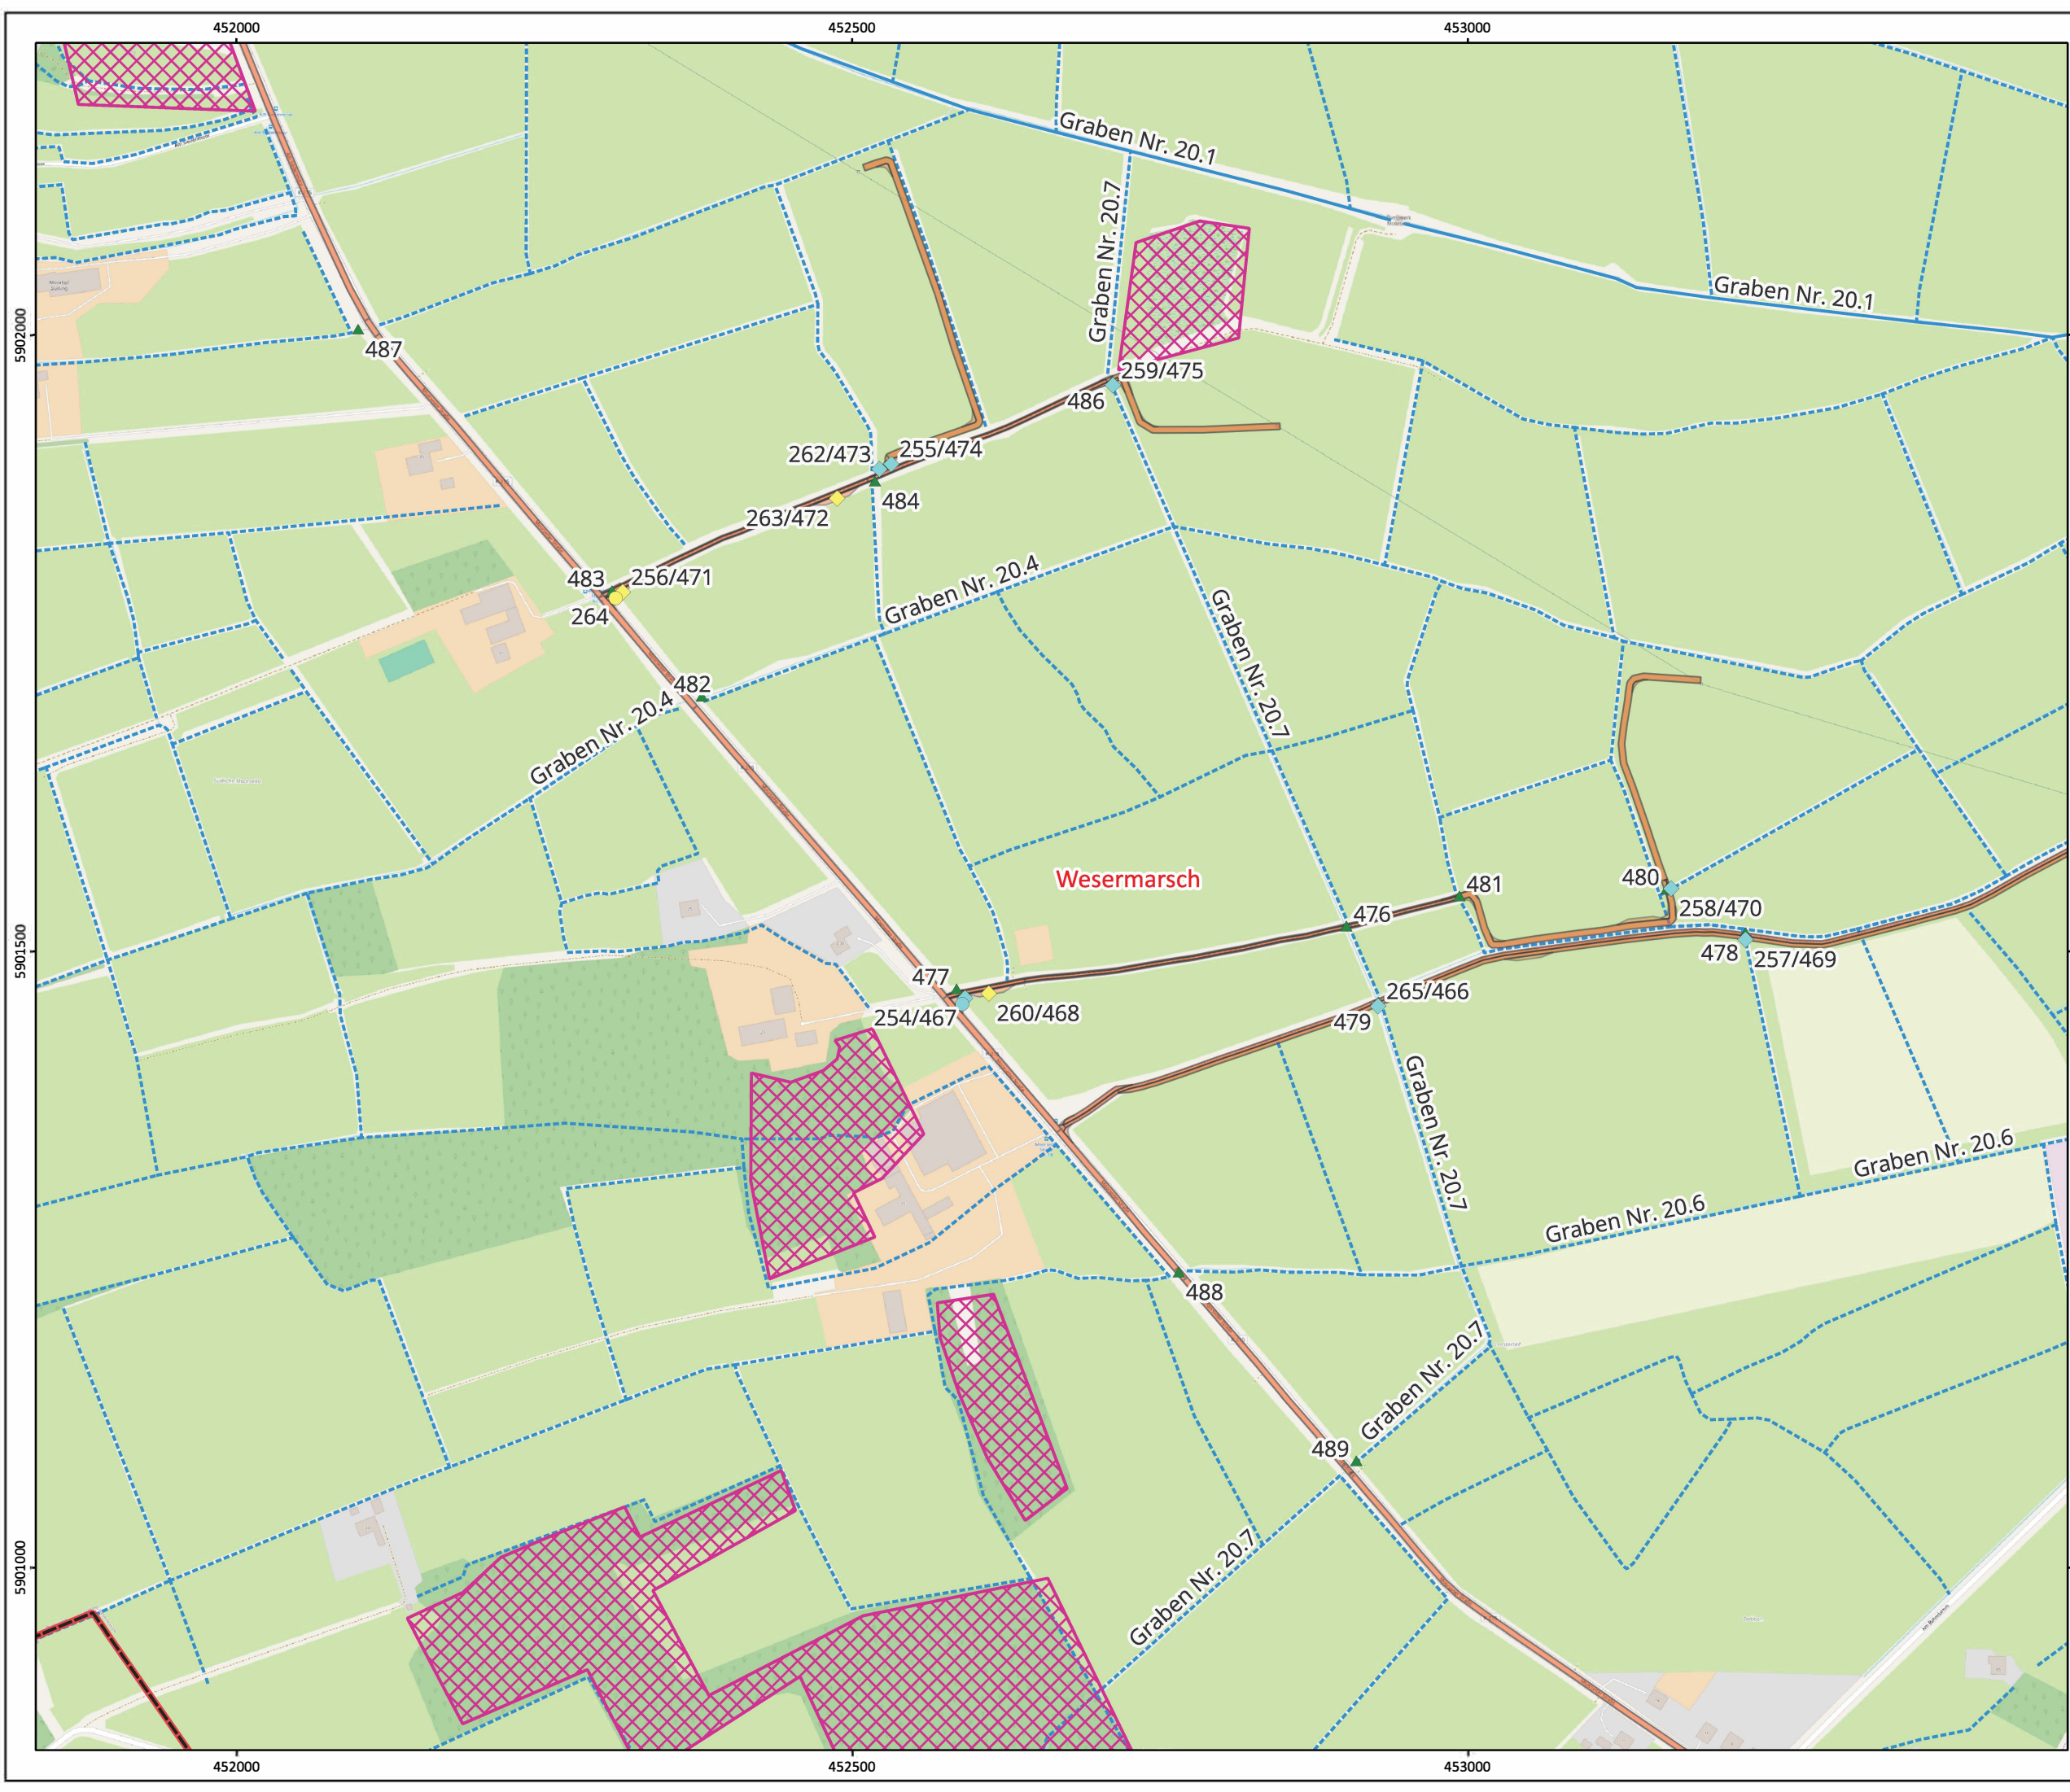 452000
452500
453000
Graben Nr. 20.1
Graben Nr. 20.7
Graben Nr. 20.1
5902000
487
259/475
486
262/473
255/474
484
263/472
483
256/471
264
Graben Nr. 20.4
Graben Nr. 20.7
482
Graben Nr. 20.4
Wesermarsch
481
480
476
258/470
5901500
478
257/469
477
265/466
254/467
260/468
479
Graben Nr. 20.7
Graben Nr. 20.6
Graben Nr. 20.6
488
Graben Nr. 20.7
489
5901000
Graben Nr. 20.7
452000
452500
453000